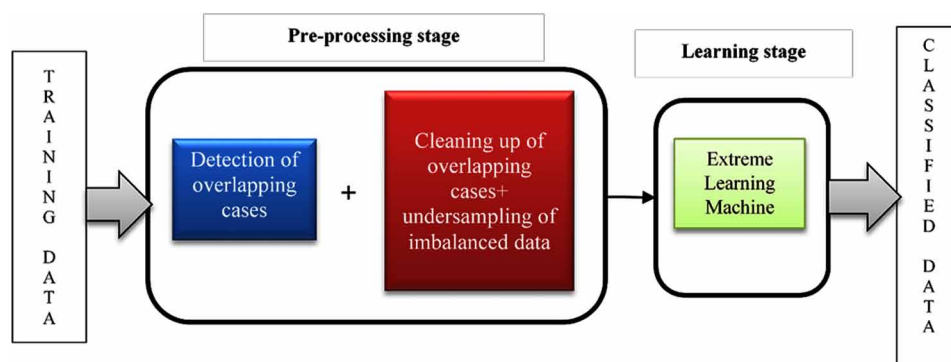 TRAINING DATA
Pre-processing stage
Detection of
overlapping
cases
+
Cleaning up of
overlapping
cases+
undersampling of
imbalanced data
Learning stage
Extreme
Learning
Machine
CLASSIFIED DATA